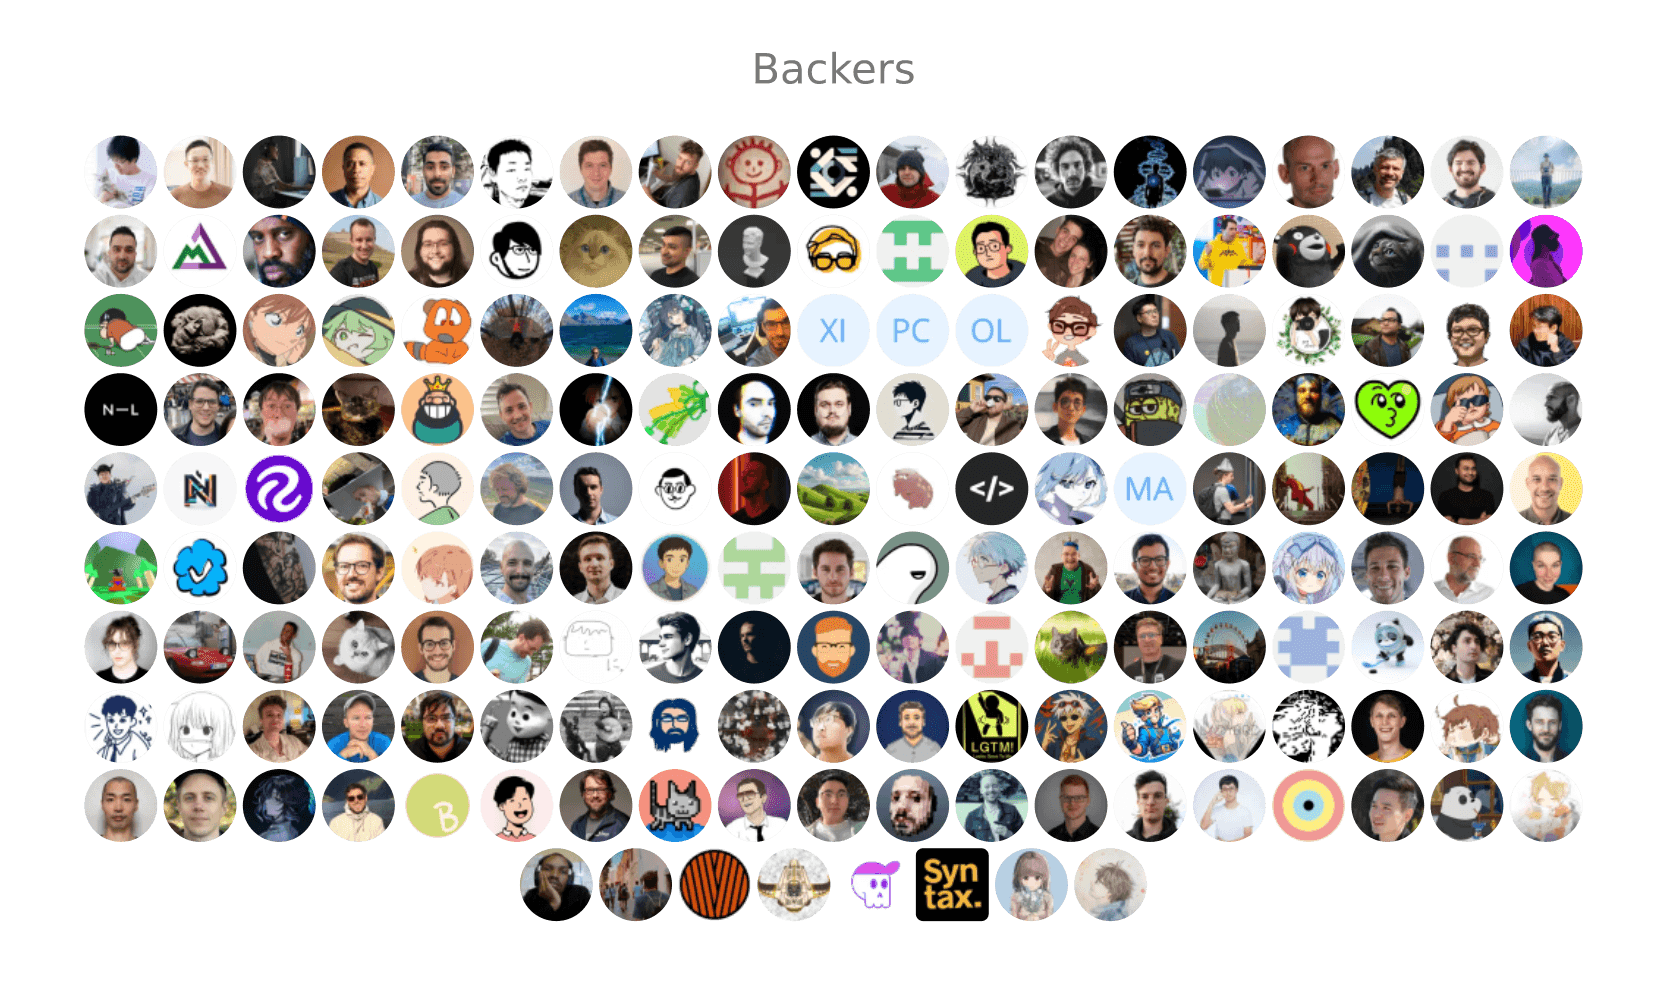 Backers
XI
PC
OL
N—L
N
</>
MA
LGTM!
B
Syn
tax.